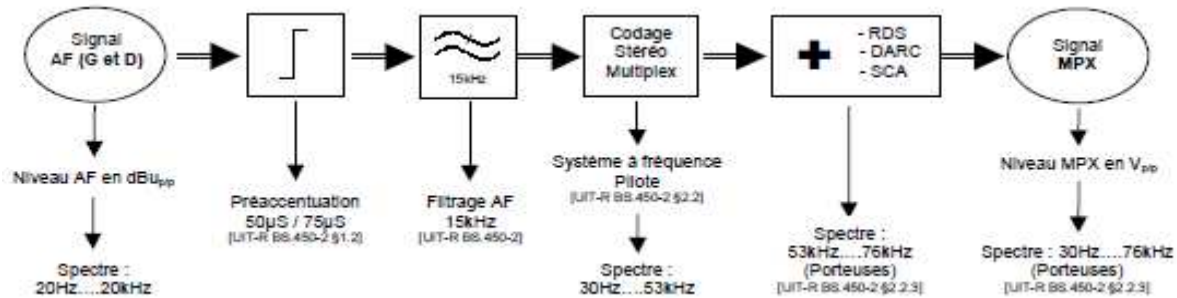 Signal
AF (G et D)
15kHz
Codage
Stéréo
Multiplex
- RDS
- DARC
- SCA
Signal
MPX
Niveau AF en dBu p/p
Spectre :
20Hz....20kHz
Préaccentuation
50µS / 75µS
[UIT-R BS.450-2 §1.2]
Filtrage AF
15kHz
[UIT-R BS.450-2]
Système à fréquence
Pilote
[UIT-R BS.450-2 §2.2]
Spectre :
30Hz....53kHz
Spectre :
53kHz....76kHz
(Porteuses)
[UIT-R BS.450-2 §2.2.3]
Niveau MPX en V p/p
Spectre : 30Hz....76kHz
(Porteuses)
[UIT-R BS.450-2 §2.2.3]